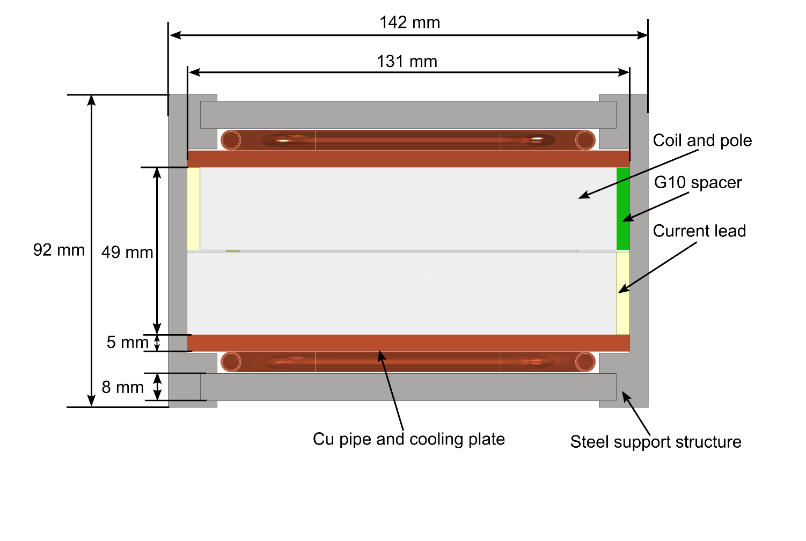 142 mm
131 mm
Coil and pole
G10 spacer
Current lead
92 mm
49 mm
5 mm
8 mm
Cu pipe and cooling plate
Steel support structure